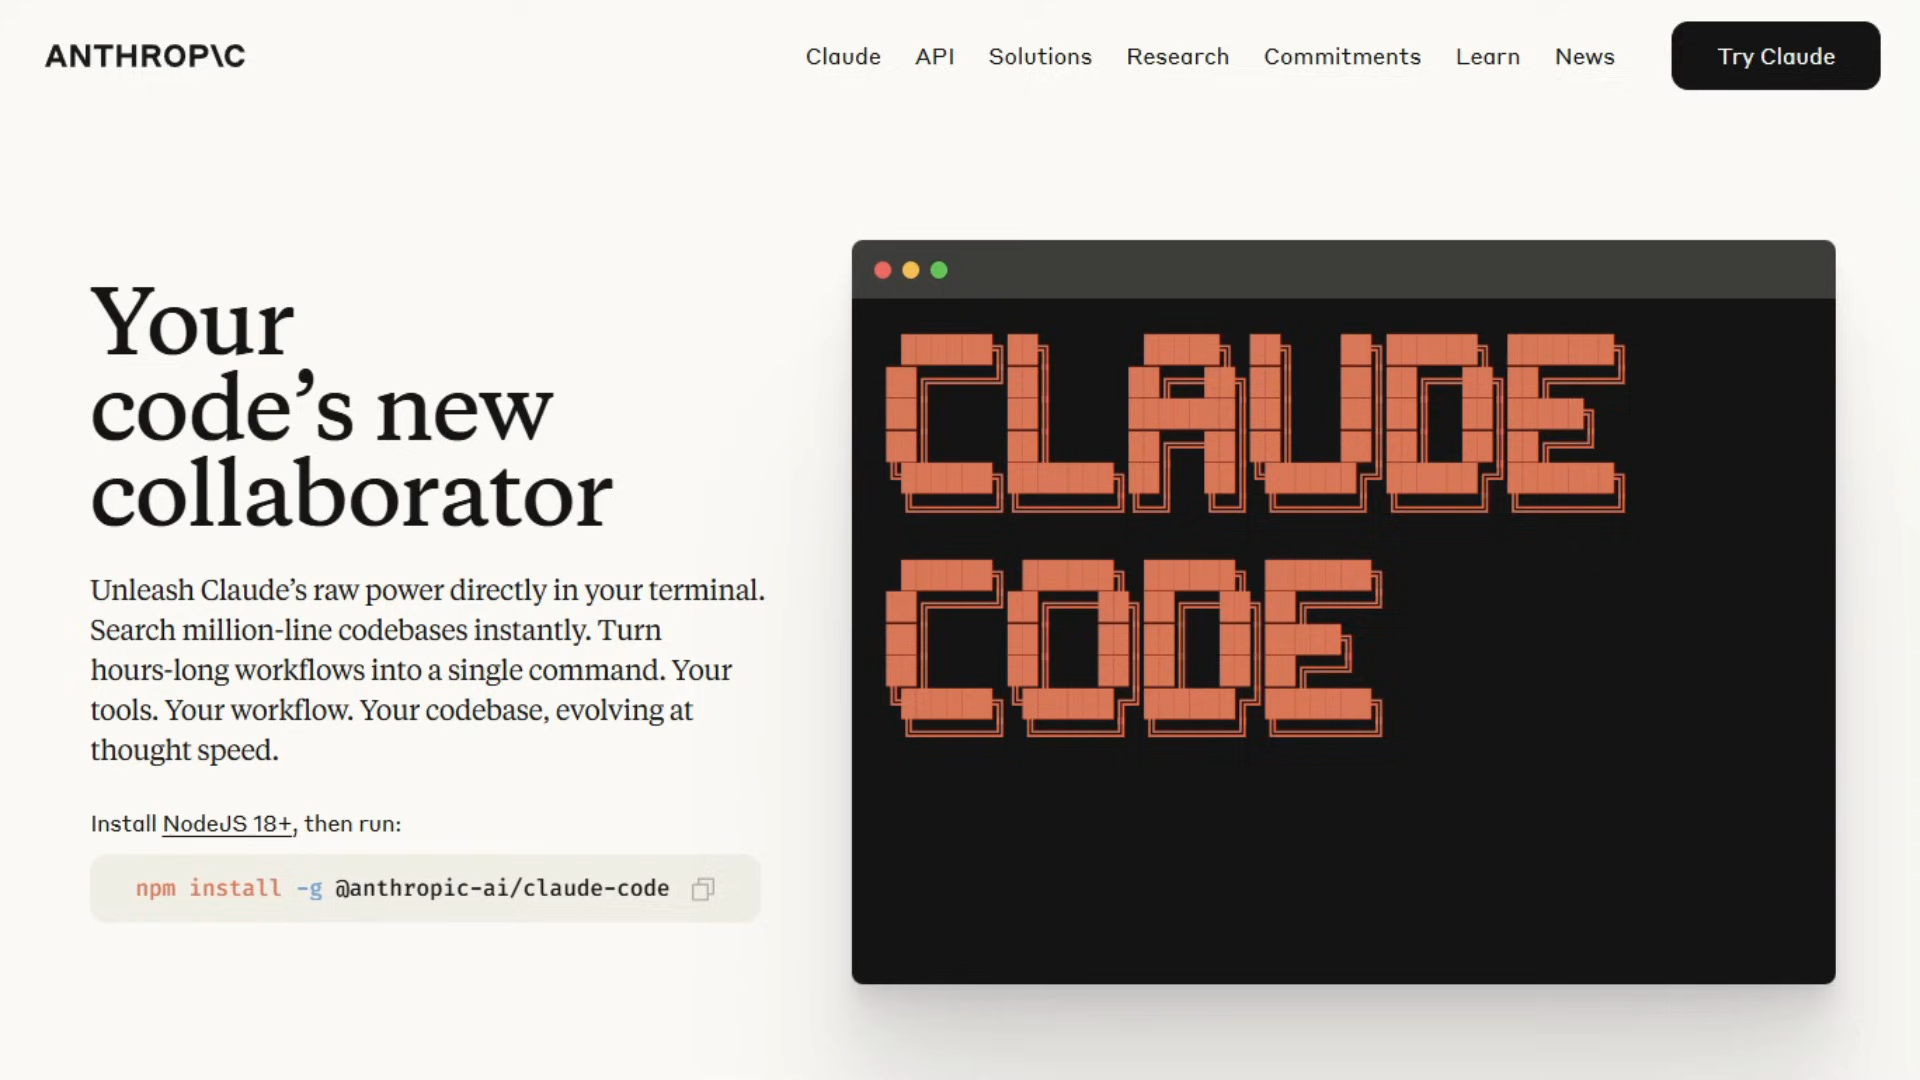 ANTHROP\C
Claude API Solutions Research Commitments Learn News Try Claude
Your
code’s new
collaborator
Unleash Claude’s raw power directly in your terminal.
Search million-line codebases instantly. Turn
hours-long workflows into a single command. Your
tools. Your workflow. Your codebase, evolving at
thought speed.
Install NodeJS 18+, then run:
npm install -g @anthropic-ai/claude-code
CLAUDE
CODE